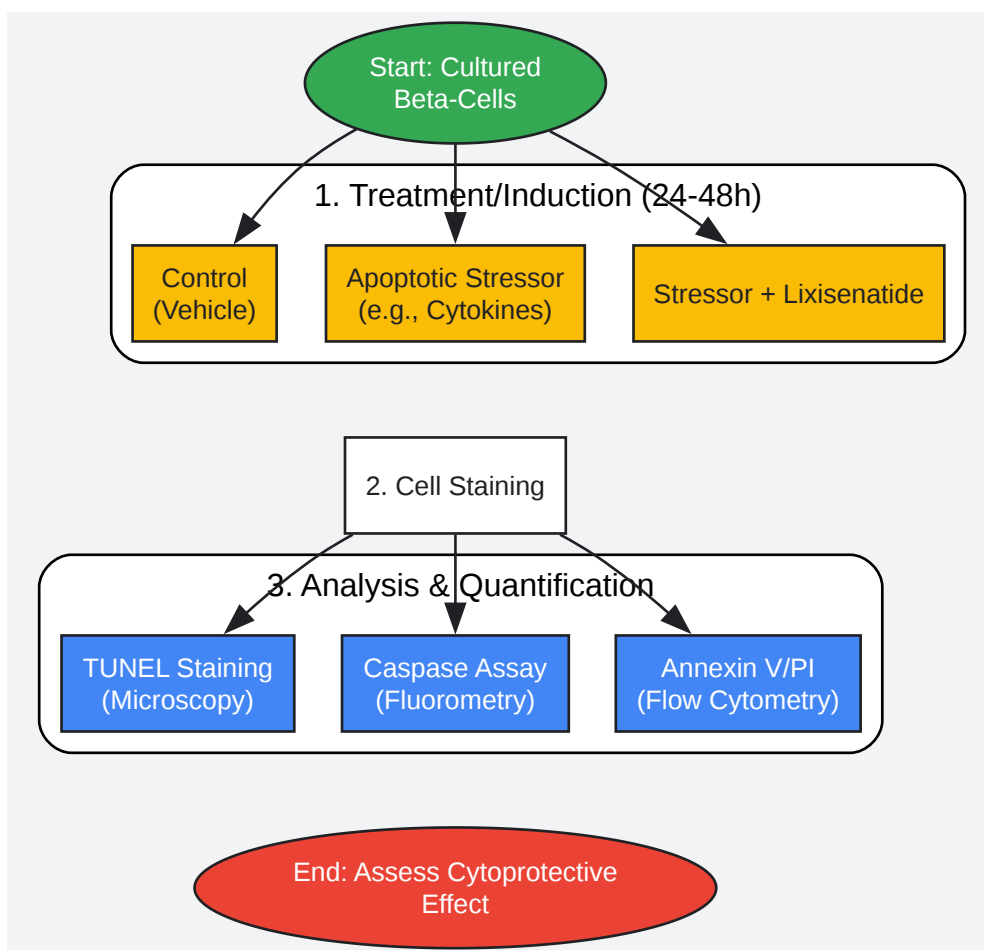 Start: Cultured
Beta-Cells
1. Treatment/Induction (24-48h)
Control
(Vehicle)
Apoptotic Stressor
(e.g., Cytokines)
Stressor + Lixisenatide
2. Cell Staining
3. Analysis & Quantification
TUNEL Staining
(Microscopy)
Caspase Assay
(Fluorometry)
Annexin V/PI
(Flow Cytometry)
End: Assess Cytoprotective
Effect